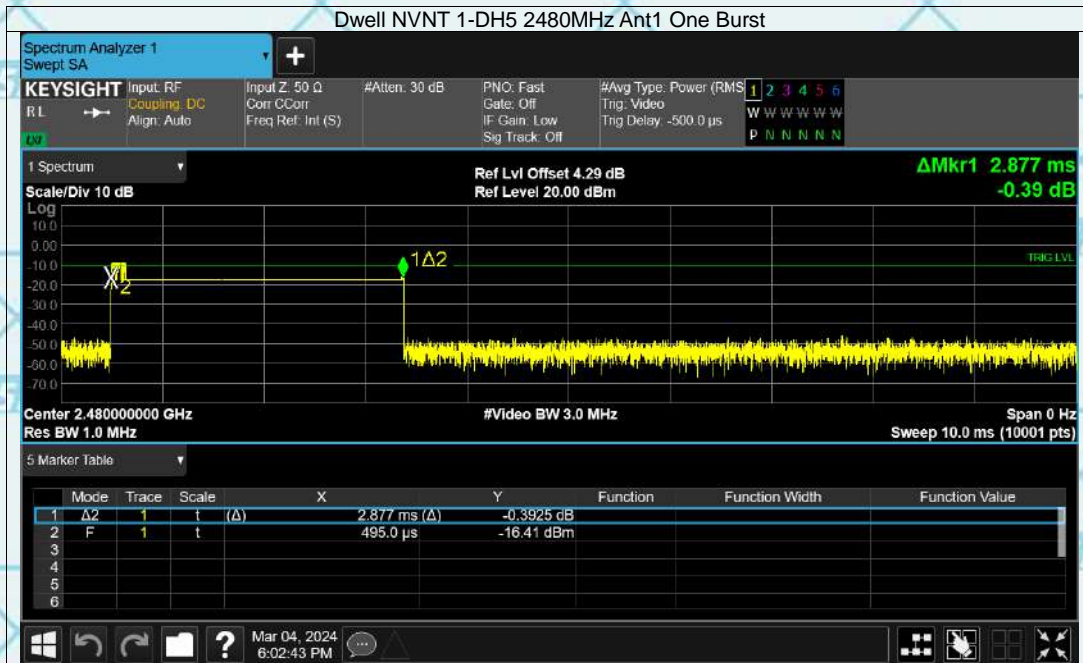 Dwell NVNT 1-DH5 2480MHz Ant1 One Burst
Spectrum Analyzer 1
Swept SA
+
KEYSIGHT Input: RF Input Z: 50 Ω #Atten: 30 dB PNO: Fast #Avg Type: Power (RMS 1 2 3 4 5 6
R L Coupling: DC Corr CCorr Gate: Off Trig: Video W W W W W W
Align: Auto Freq Ref: Int (S) IF Gain: Low Trig Delay: -500.0 µs P N N N N N
LXI Sig Track: Off
1 Spectrum Ref Lvl Offset 4.29 dB ΔMkr1 2.877 ms
Scale/Div 10 dB Ref Level 20.00 dBm -0.39 dB
Log
10.0
0.00
-10.0 1Δ2 TRIG LVL
-20.0 X2
-30.0
-40.0
-50.0
-60.0
-70.0
Center 2.480000000 GHz #Video BW 3.0 MHz Span 0 Hz
Res BW 1.0 MHz Sweep 10.0 ms (10001 pts)
5 Marker Table
Mode Trace Scale X Y Function Function Width Function Value
1 Δ2 1 t (Δ) 2.877 ms (Δ) -0.3925 dB
2 F 1 t 495.0 µs -16.41 dBm
3
4
5
6
? Mar 04, 2024
6:02:43 PM